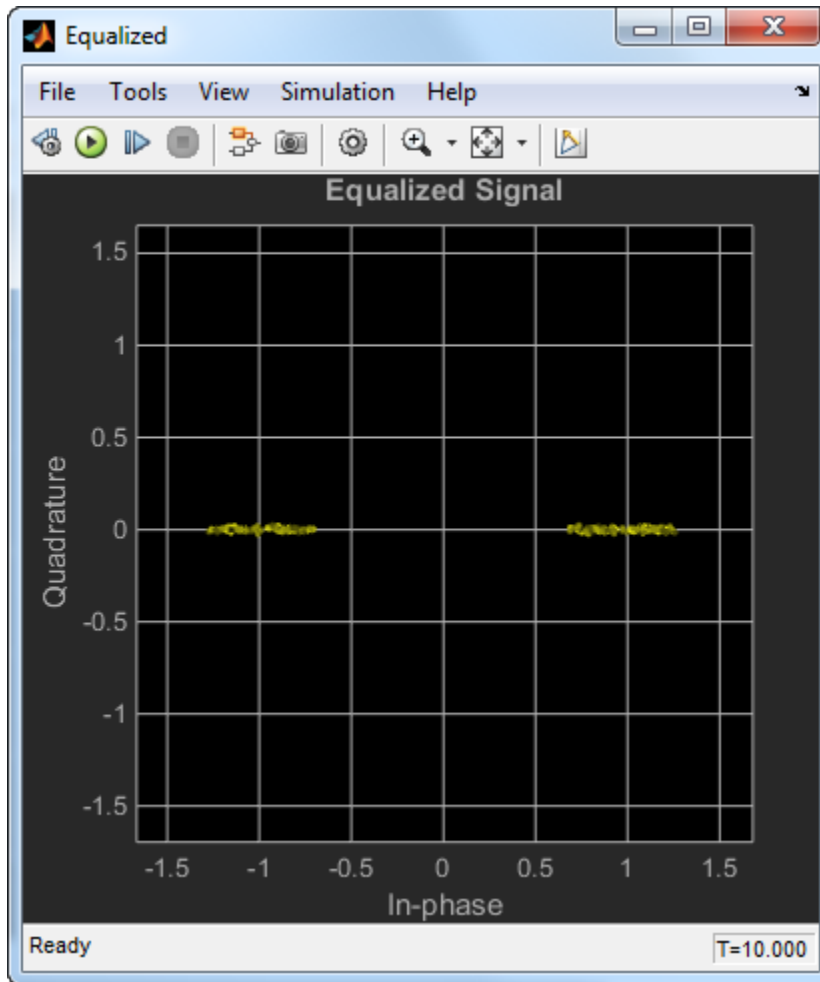 Equalized
File Tools View Simulation Help
Equalized Signal
1.5
1
0.5
0
-0.5
-1
-1.5
Quadrature
-1.5 -1 -0.5 0 0.5 1 1.5
In-phase
Ready T=10.000